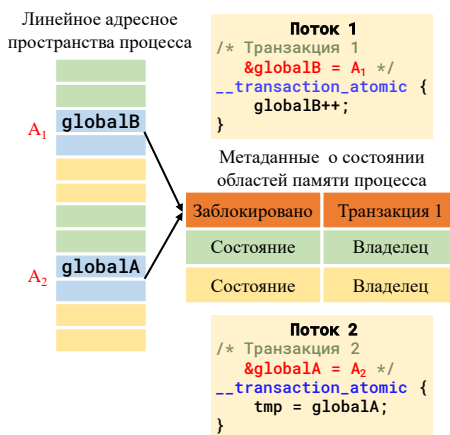 Линейное адресное
пространства процесса
globalB
A1
globalA
A2
Поток 1
/* Транзакция 1
&globalB = A1 */
__transaction_atomic {
globalB++;
}
Метаданные о состоянии
областей памяти процесса
Заблокировано Транзакция 1
Состояние Владелец
Состояние Владелец
Поток 2
/* Транзакция 2
&globalA = A2 */
__transaction_atomic {
tmp = globalA;
}